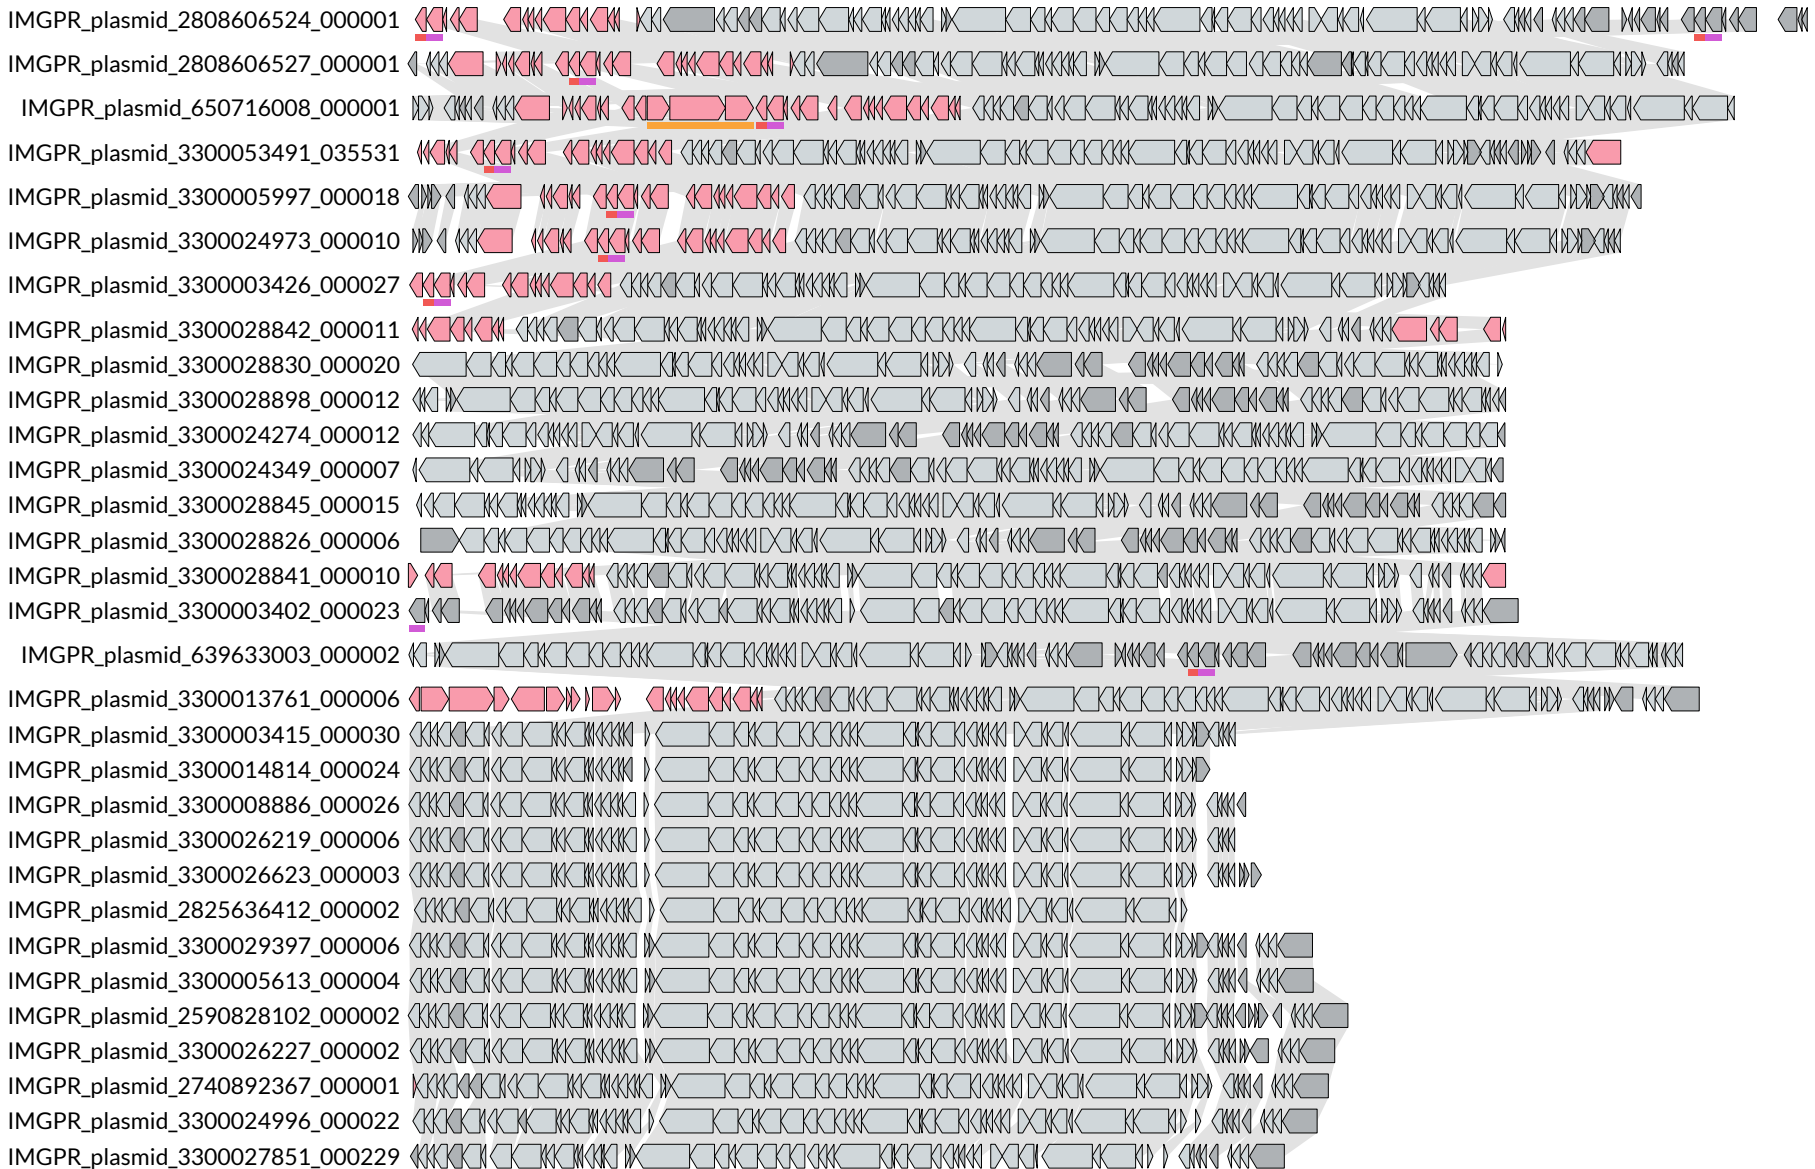 IMGPR_plasmid_2808606524_000001
IMGPR_plasmid_2808606527_000001
IMGPR_plasmid_650716008_000001
IMGPR_plasmid_3300053491_035531
IMGPR_plasmid_3300005997_000018
IMGPR_plasmid_3300024973_000010
IMGPR_plasmid_3300003426_000027
IMGPR_plasmid_3300028842_000011
IMGPR_plasmid_3300028830_000020
IMGPR_plasmid_3300028898_000012
IMGPR_plasmid_3300024274_000012
IMGPR_plasmid_3300024349_000007
IMGPR_plasmid_3300028845_000015
IMGPR_plasmid_3300028826_000006
IMGPR_plasmid_3300028841_000010
IMGPR_plasmid_3300003402_000023
IMGPR_plasmid_639633003_000002
IMGPR_plasmid_3300013761_000006
IMGPR_plasmid_3300003415_000030
IMGPR_plasmid_3300014814_000024
IMGPR_plasmid_3300008886_000026
IMGPR_plasmid_3300026219_000006
IMGPR_plasmid_3300026623_000003
IMGPR_plasmid_2825636412_000002
IMGPR_plasmid_3300029397_000006
IMGPR_plasmid_3300005613_000004
IMGPR_plasmid_2590828102_000002
IMGPR_plasmid_3300026227_000002
IMGPR_plasmid_2740892367_000001
IMGPR_plasmid_3300024996_000022
IMGPR_plasmid_3300027851_000229